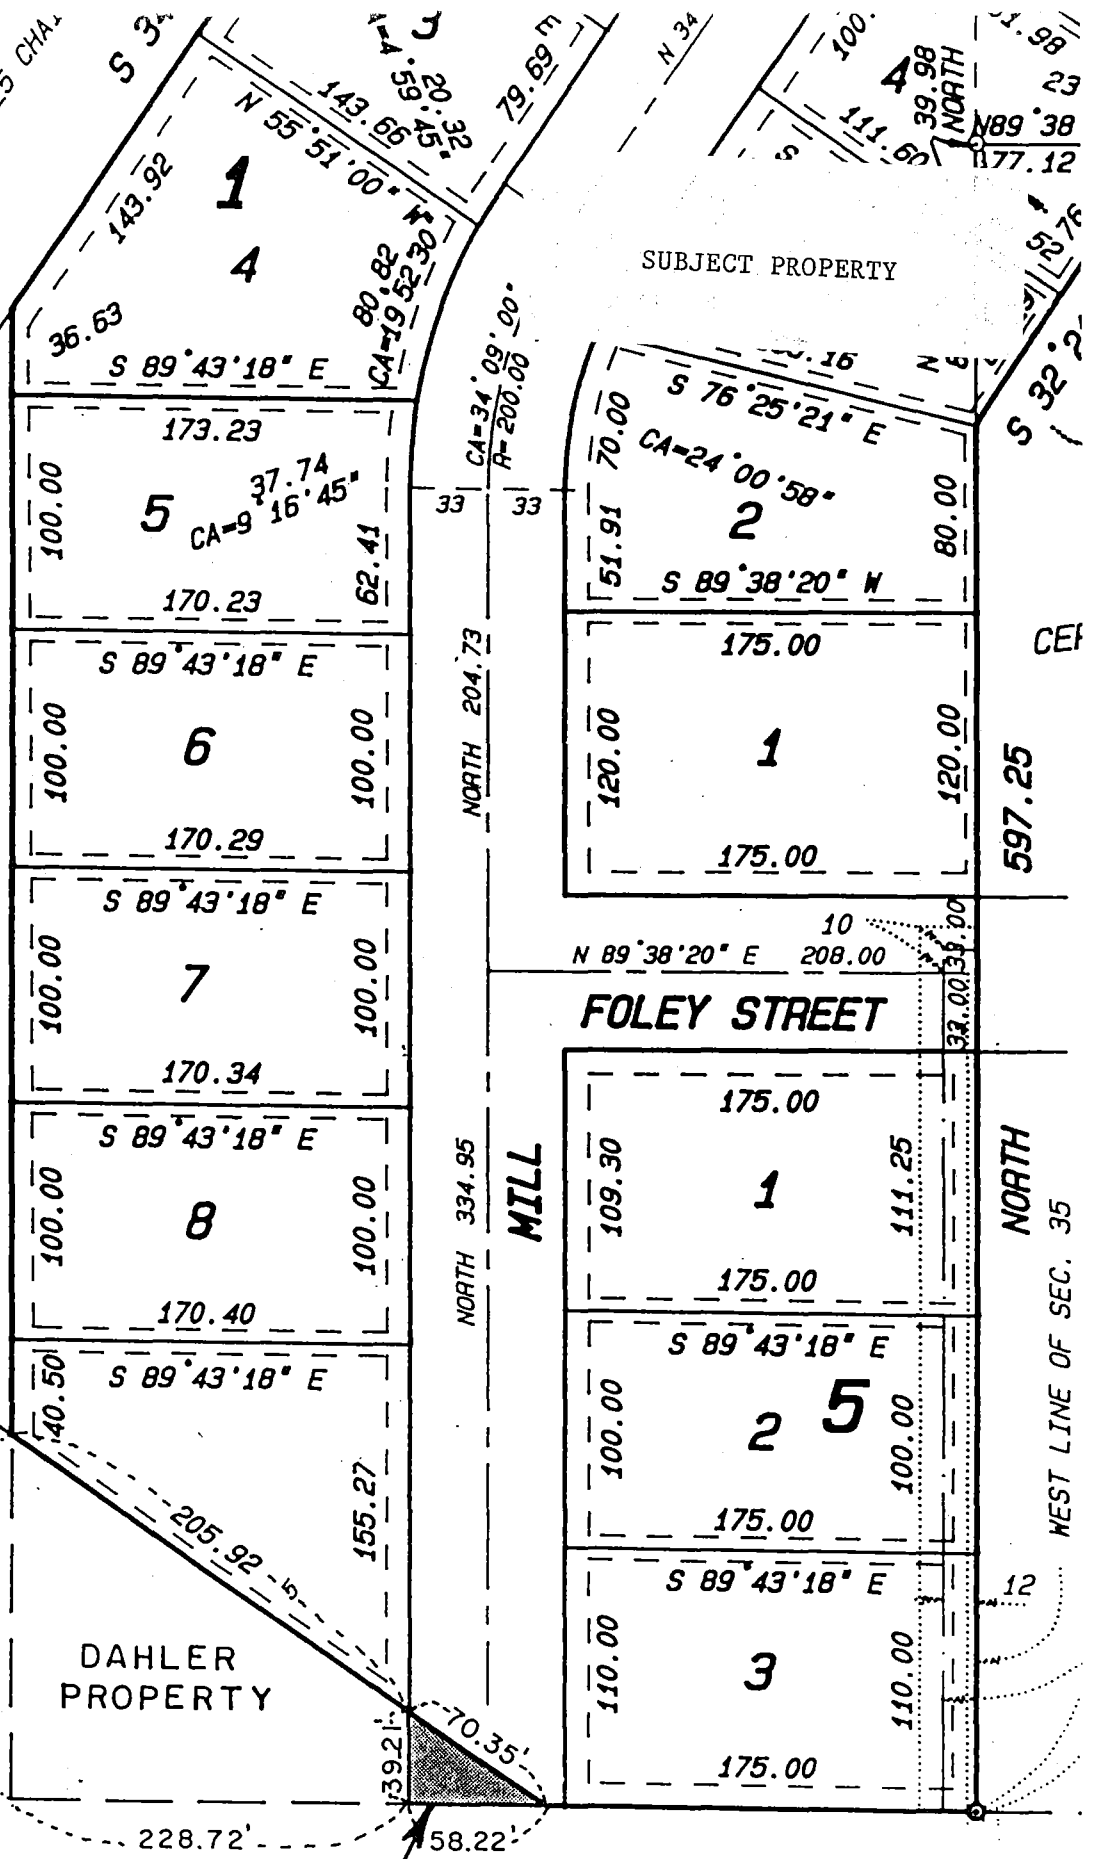 S 34
3
20.32
4°59'45"
79.69
E
N 34
100.
4
39.98
NORTH
1.98
23
N89°38
177.12
111.60
S
143.66
N 55°51'00" W
143.92
1
4
80.82
CA=19°52'30"
36.63
S 89°43'18" E
SUBJECT PROPERTY
52.76
CA=34°09'00"
A=200.00
N
S 32°2
S 76°25'21" E
173.23
100.00
5
37.74
CA=9°16'45"
62.41
170.23
33
33
70.00
CA=24°00'58"
51.91
2
80.00
S 89°38'20" W
S 89°43'18" E
100.00
6
100.00
170.29
NORTH 204.73
175.00
120.00
1
120.00
175.00
597.25
S 89°43'18" E
100.00
7
100.00
170.34
10
N 89°38'20" E 208.00
33.00
33.00
FOLEY STREET
S 89°43'18" E
100.00
8
100.00
170.40
NORTH 334.95
MILL
175.00
109.30
1
111.25
175.00
NORTH
WEST LINE OF SEC. 35
S 89°43'18" E
40.50
155.27
205.92
5
S 89°43'18" E
100.00
2
5
100.00
175.00
S 89°43'18" E
110.00
3
110.00
175.00
12
DAHLER
PROPERTY
39.21'
70.35'
228.72'
58.22'